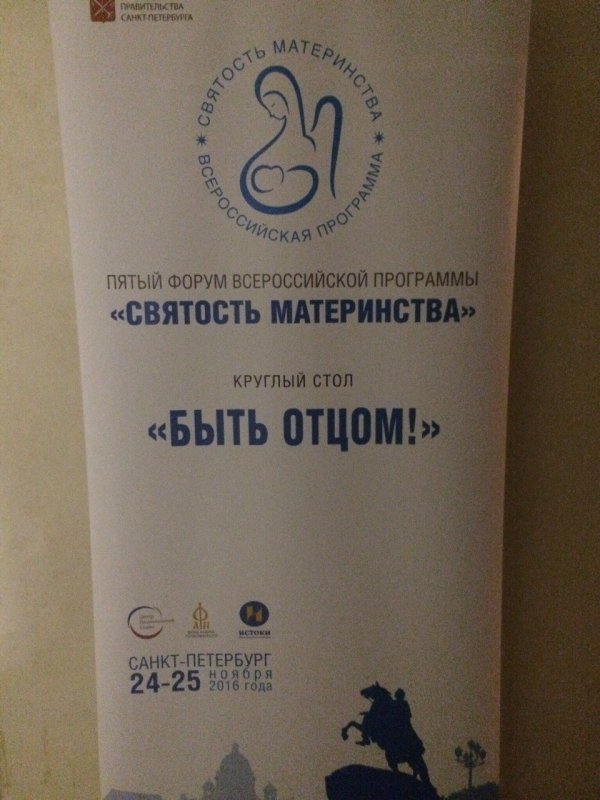 ПРАВИТЕЛЬСТВА
САНКТ-ПЕТЕРБУРГА
СВЯТОСТЬ МАТЕРИНСТВА
ВСЕРОССИЙСКАЯ ПРОГРАММА
ПЯТЫЙ ФОРУМ ВСЕРОССИЙСКОЙ ПРОГРАММЫ
«СВЯТОСТЬ МАТЕРИНСТВА»
КРУГЛЫЙ СТОЛ
«БЫТЬ ОТЦОМ!»
ИСТОКИ
САНКТ-ПЕТЕРБУРГ
24-25 ноября
2016 года